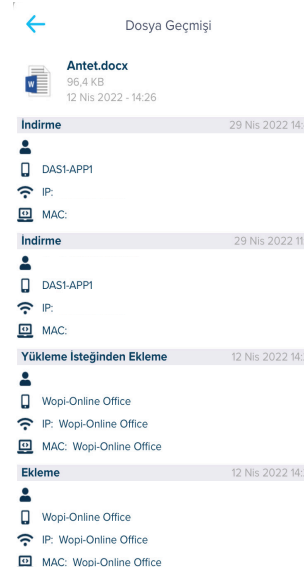 Dosya Geçmişi
Antet.docx
96,4 KB
12 Nis 2022 - 14:26
İndirme 29 Nis 2022 14:
DAS1-APP1
IP:
MAC:
İndirme 29 Nis 2022 11
DAS1-APP1
IP:
MAC:
Yükleme İsteğinden Ekleme 12 Nis 2022 14:
Wopi-Online Office
IP: Wopi-Online Office
MAC: Wopi-Online Office
Ekleme 12 Nis 2022 14:
Wopi-Online Office
IP: Wopi-Online Office
MAC: Wopi-Online Office